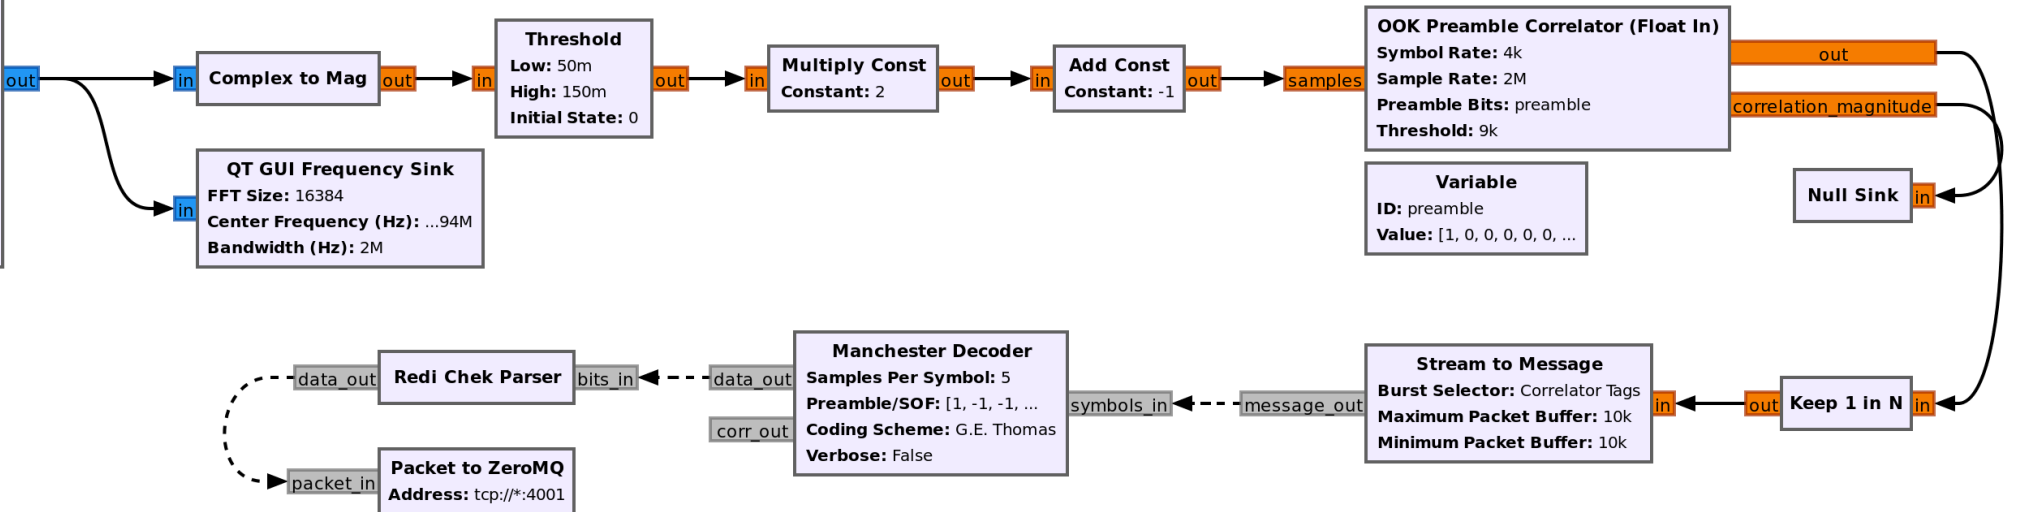 out
in
Complex to Mag
out
in
Threshold
Low: 50m
High: 150m
Initial State: 0
out
in
Multiply Const
Constant: 2
out
in
Add Const
Constant: -1
out
samples
OOK Preamble Correlator (Float In)
Symbol Rate: 4k
Sample Rate: 2M
Preamble Bits: preamble
Threshold: 9k
out
correlation_magnitude
in
QT GUI Frequency Sink
FFT Size: 16384
Center Frequency (Hz): ...94M
Bandwidth (Hz): 2M
Variable
ID: preamble
Value: [1, 0, 0, 0, 0, 0, ...
Null Sink
in
data_out
Redi Chek Parser
bits_in
data_out
corr_out
Manchester Decoder
Samples Per Symbol: 5
Preamble/SOF: [1, -1, -1, ...
Coding Scheme: G.E. Thomas
Verbose: False
symbols_in
message_out
Stream to Message
Burst Selector: Correlator Tags
Maximum Packet Buffer: 10k
Minimum Packet Buffer: 10k
in
out
Keep 1 in N
in
packet_in
Packet to ZeroMQ
Address: tcp://*:4001